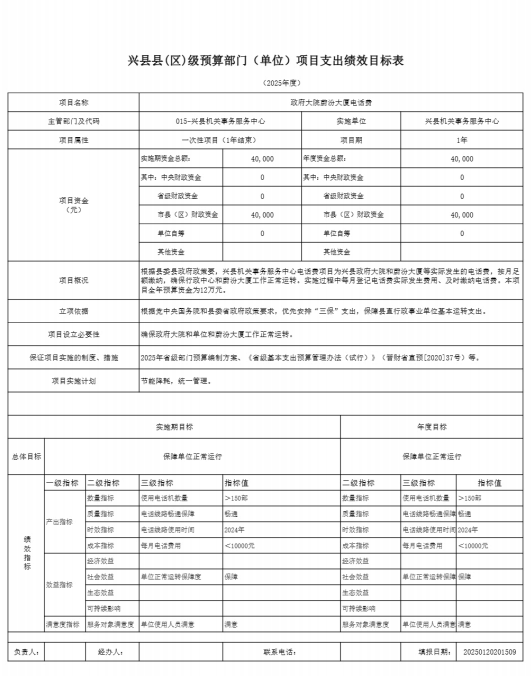 兴县县(区)级预算部门（单位）项目支出绩效目标表
（2025年度）
项目名称 政府大院蔚汾大厦电话费
主管部门及代码 015-兴县机关事务服务中心 实施单位 兴县机关事务服务中心
项目属性 一次性项目（1年结束） 项目期 1年
项目资金（元） 实施期资金总额： 40,000 年度资金总额： 40,000
其中：中央财政资金 0 其中：中央财政资金 0
省级财政资金 0 省级财政资金 0
市县（区）财政资金 40,000 市县（区）财政资金 40,000
单位自筹 0 单位自筹 0
其他资金 其他资金
项目概况 根据县委县政府政策要，兴县机关事务服务中心电话费项目为兴县政府大院和蔚汾大厦等实际发生的电话费，按月足
额缴纳，确保行政中心和蔚汾大厦工作正常运转。实施过程中每月登记电话费实际发生费用、及时缴纳电话费。本项
目全年预算资金为12万元。
立项依据 根据党中央国务院和县委省政府政策要求，优先安排“三保”支出、保障县直行政事业单位基本运转支出。
项目设立必要性 确保政府大院和单位和蔚汾大厦工作正常运转。
保证项目实施的制度、措施 2025年省级部门预算编制方案、《省级基本支出预算管理办法（试行）》（晋财省直预[2020]37号）等。
项目实施计划 节能降耗，统一管理。
实施期目标 年度目标
总体目标 保障单位正常运行 保障单位正常运行
绩效指标
一级指标 二级指标 三级指标 指标值 二级指标 三级指标 指标值
产出指标 数量指标 使用电话机数量 ＞150部 数量指标 使用电话机数量 ＞150部
质量指标 电话线路畅通保障 畅通 质量指标 电话线路畅通保障 畅通
时效指标 电话线路使用时间 2024年 时效指标 电话线路使用时间 2024年
成本指标 每月电话费用 ＜10000元 成本指标 每月电话费用 ＜10000元
效益指标 经济效益 经济效益
社会效益 单位正常运转保障度 保障 社会效益 单位正常运转保障 保障
生态效益 生态效益
可持续影响 可持续影响
满意度指标 服务对象满意度 单位使用人员满意 满意 服务对象满意度 单位使用人员满意 满意
负责人： 经办人： 联系电话： 填报日期： 20250120201509